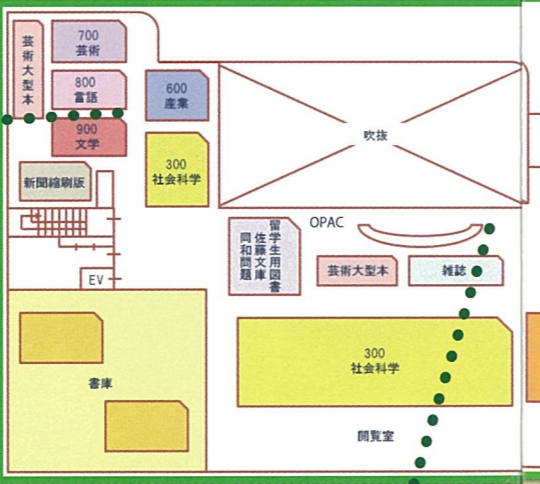 芸術大型本
700
芸術
800
言語
900
文学
600
産業
300
社会科学
新聞縮刷版
吹抜
留学生用図書
佐藤文庫
同和問題
OPAC
芸術大型本
雑誌
EV
300
社会科学
書庫
閲覧室